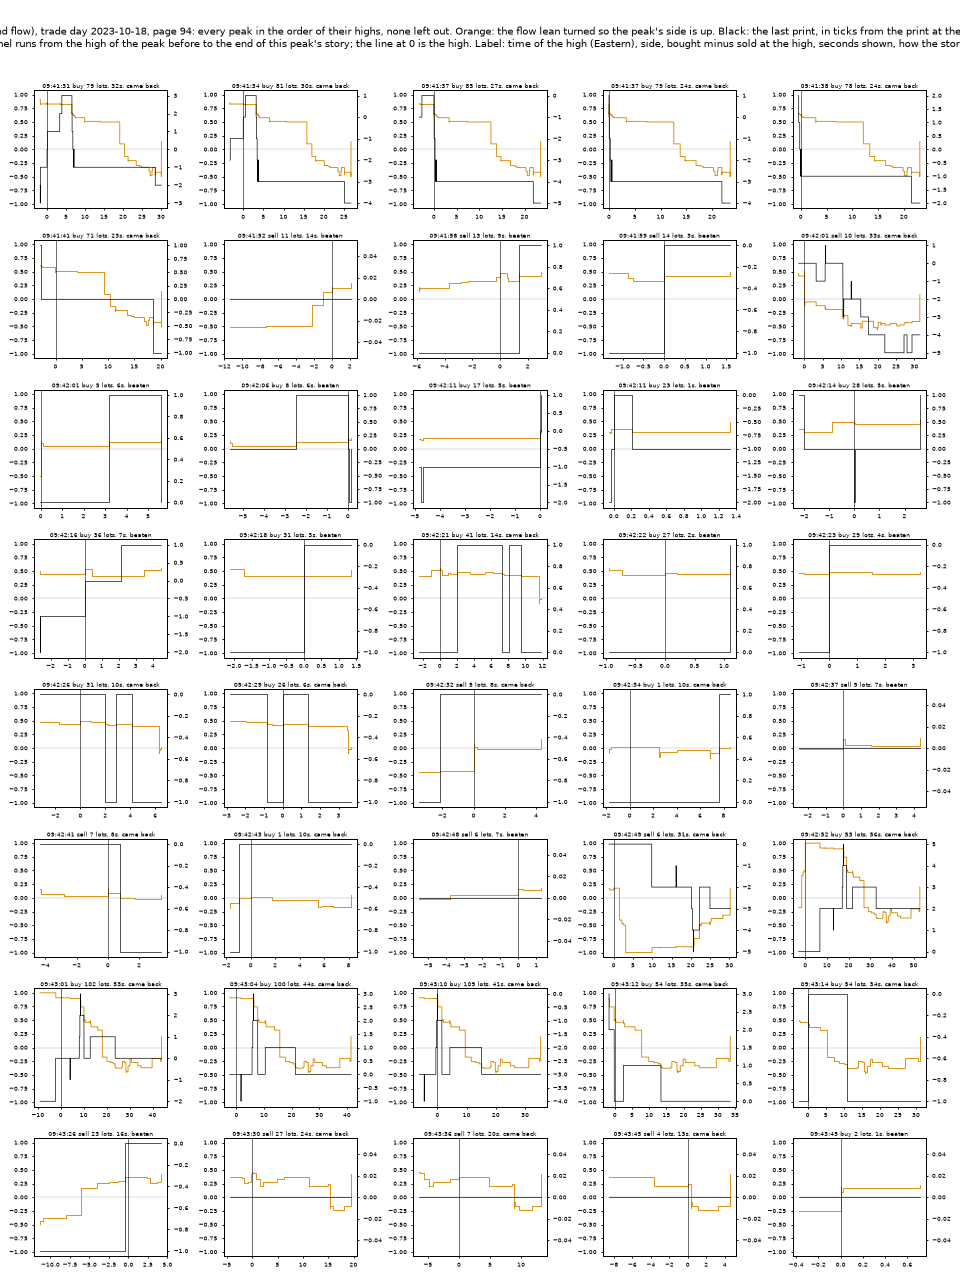 nd flow), trade day 2023-10-18, page 94: every peak in the order of their highs, none left out. Orange: the flow lean turned so the peak's side is up. Black: the last print, in ticks from the print at the
nel runs from the high of the peak before to the end of this peak's story; the line at 0 is the high. Label: time of the high (Eastern), side, bought minus sold at the high, seconds shown, how the stor
09:41:31 buy 79 lots. 32s. came back
09:41:34 buy 81 lots. 30s. came back
09:41:37 buy 85 lots. 27s. came back
09:41:37 buy 79 lots. 24s. came back
09:41:38 buy 78 lots. 24s. came back
09:41:41 buy 71 lots. 23s. came back
09:41:52 sell 11 lots. 14s. beaten
09:41:58 sell 13 lots. 9s. beaten
09:41:59 sell 14 lots. 3s. beaten
09:42:01 sell 10 lots. 33s. came back
09:42:01 buy 5 lots. 6s. beaten
09:42:06 buy 8 lots. 6s. beaten
09:42:11 buy 17 lots. 5s. beaten
09:42:11 buy 23 lots. 1s. beaten
09:42:14 buy 28 lots. 5s. beaten
09:42:16 buy 36 lots. 7s. beaten
09:42:18 buy 31 lots. 3s. beaten
09:42:21 buy 41 lots. 14s. came back
09:42:22 buy 27 lots. 2s. beaten
09:42:23 buy 29 lots. 4s. beaten
09:42:26 buy 31 lots. 10s. came back
09:42:29 buy 26 lots. 6s. came back
09:42:32 sell 5 lots. 8s. came back
09:42:34 buy 1 lots. 10s. came back
09:42:37 sell 9 lots. 7s. beaten
09:42:41 sell 7 lots. 8s. came back
09:42:43 buy 1 lots. 10s. came back
09:42:48 sell 6 lots. 7s. beaten
09:42:49 sell 6 lots. 31s. came back
09:42:52 buy 53 lots. 56s. came back
09:43:01 buy 102 lots. 53s. came back
09:43:04 buy 100 lots. 44s. came back
09:43:10 buy 105 lots. 41s. came back
09:43:12 buy 54 lots. 35s. came back
09:43:14 buy 54 lots. 34s. came back
09:43:26 sell 23 lots. 16s. beaten
09:43:30 sell 27 lots. 24s. came back
09:43:36 sell 7 lots. 20s. came back
09:43:45 sell 4 lots. 13s. came back
09:43:49 buy 2 lots. 1s. beaten